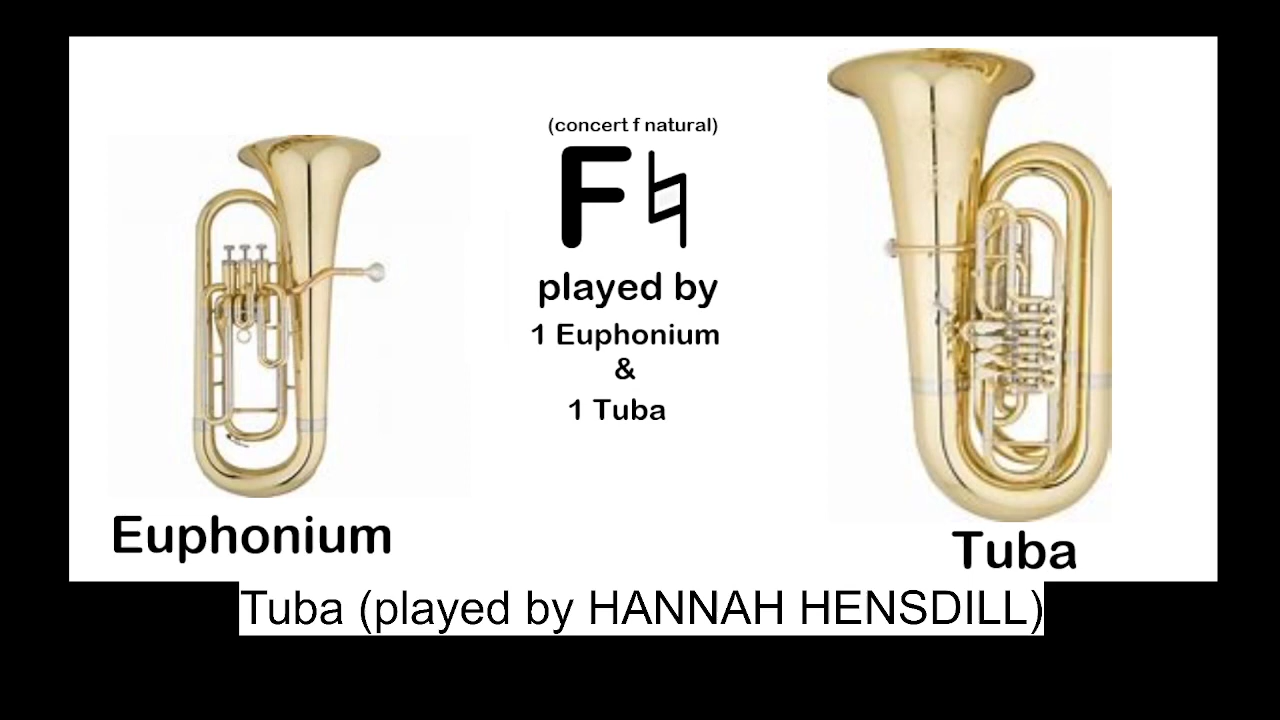 (concert f natural)
F♮
played by
1 Euphonium
&
1 Tuba
Euphonium
Tuba
Tuba (played by HANNAH HENSDILL)